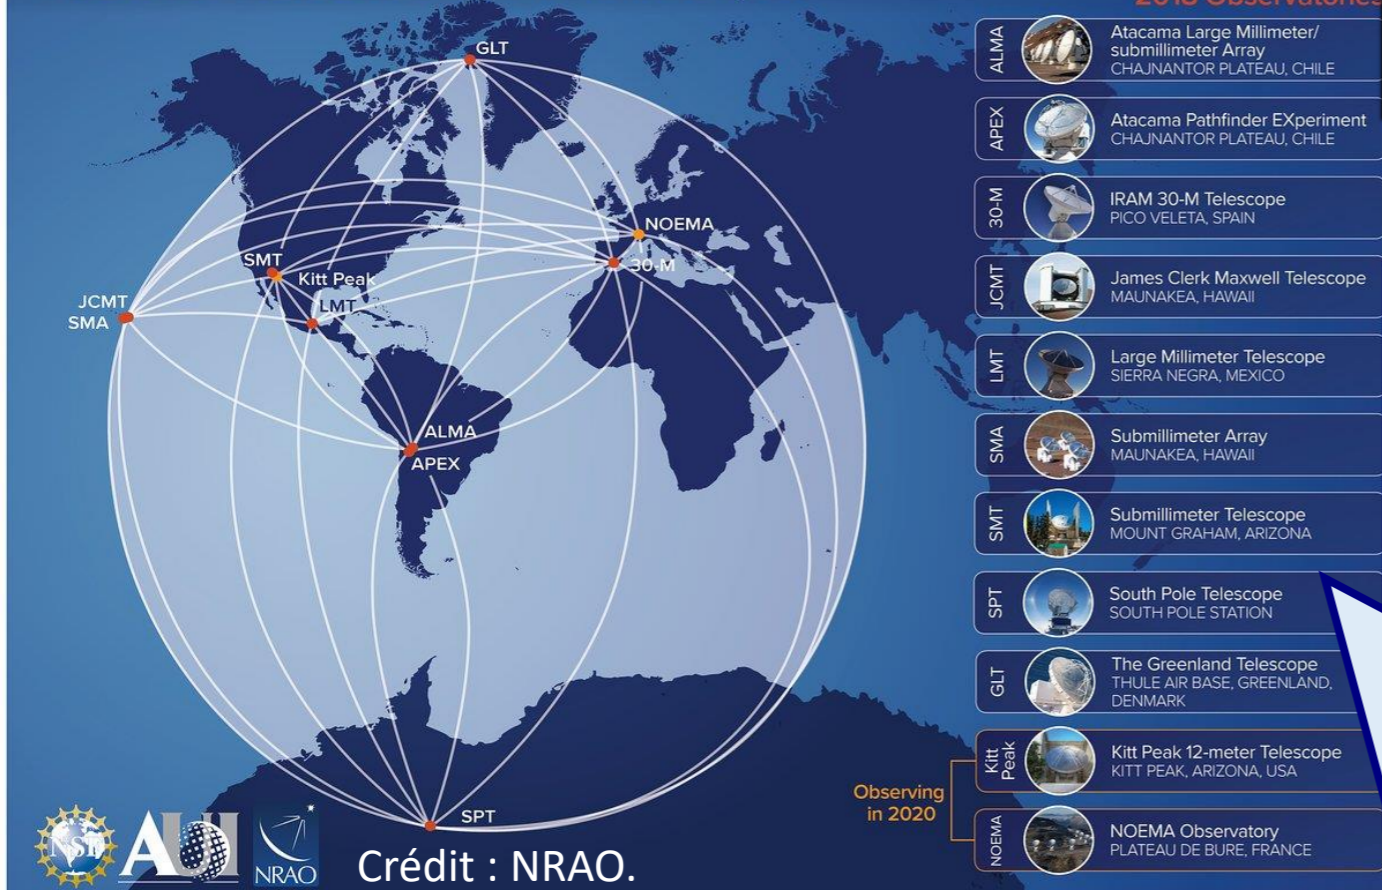 2018 Observatories
GLT
NOEMA
30-M
SMT
Kitt Peak
LMT
JCMT
SMA
ALMA
APEX
SPT
ALMA
Atacama Large Millimeter/
submillimeter Array
CHAJNANTOR PLATEAU, CHILE
APEX
Atacama Pathfinder EXperiment
CHAJNANTOR PLATEAU, CHILE
30-M
IRAM 30-M Telescope
PICO VELETA, SPAIN
JCMT
James Clerk Maxwell Telescope
MAUNAKEA, HAWAII
LMT
Large Millimeter Telescope
SIERRA NEGRA, MEXICO
SMA
Submillimeter Array
MAUNAKEA, HAWAII
SMT
Submillimeter Telescope
MOUNT GRAHAM, ARIZONA
SPT
South Pole Telescope
SOUTH POLE STATION
GLT
The Greenland Telescope
THULE AIR BASE, GREENLAND,
DENMARK
Observing
in 2020
Kitt
Peak
Kitt Peak 12-meter Telescope
KITT PEAK, ARIZONA, USA
NOEMA
NOEMA Observatory
PLATEAU DE BURE, FRANCE
NSF
AUI
NRAO
Crédit : NRAO.